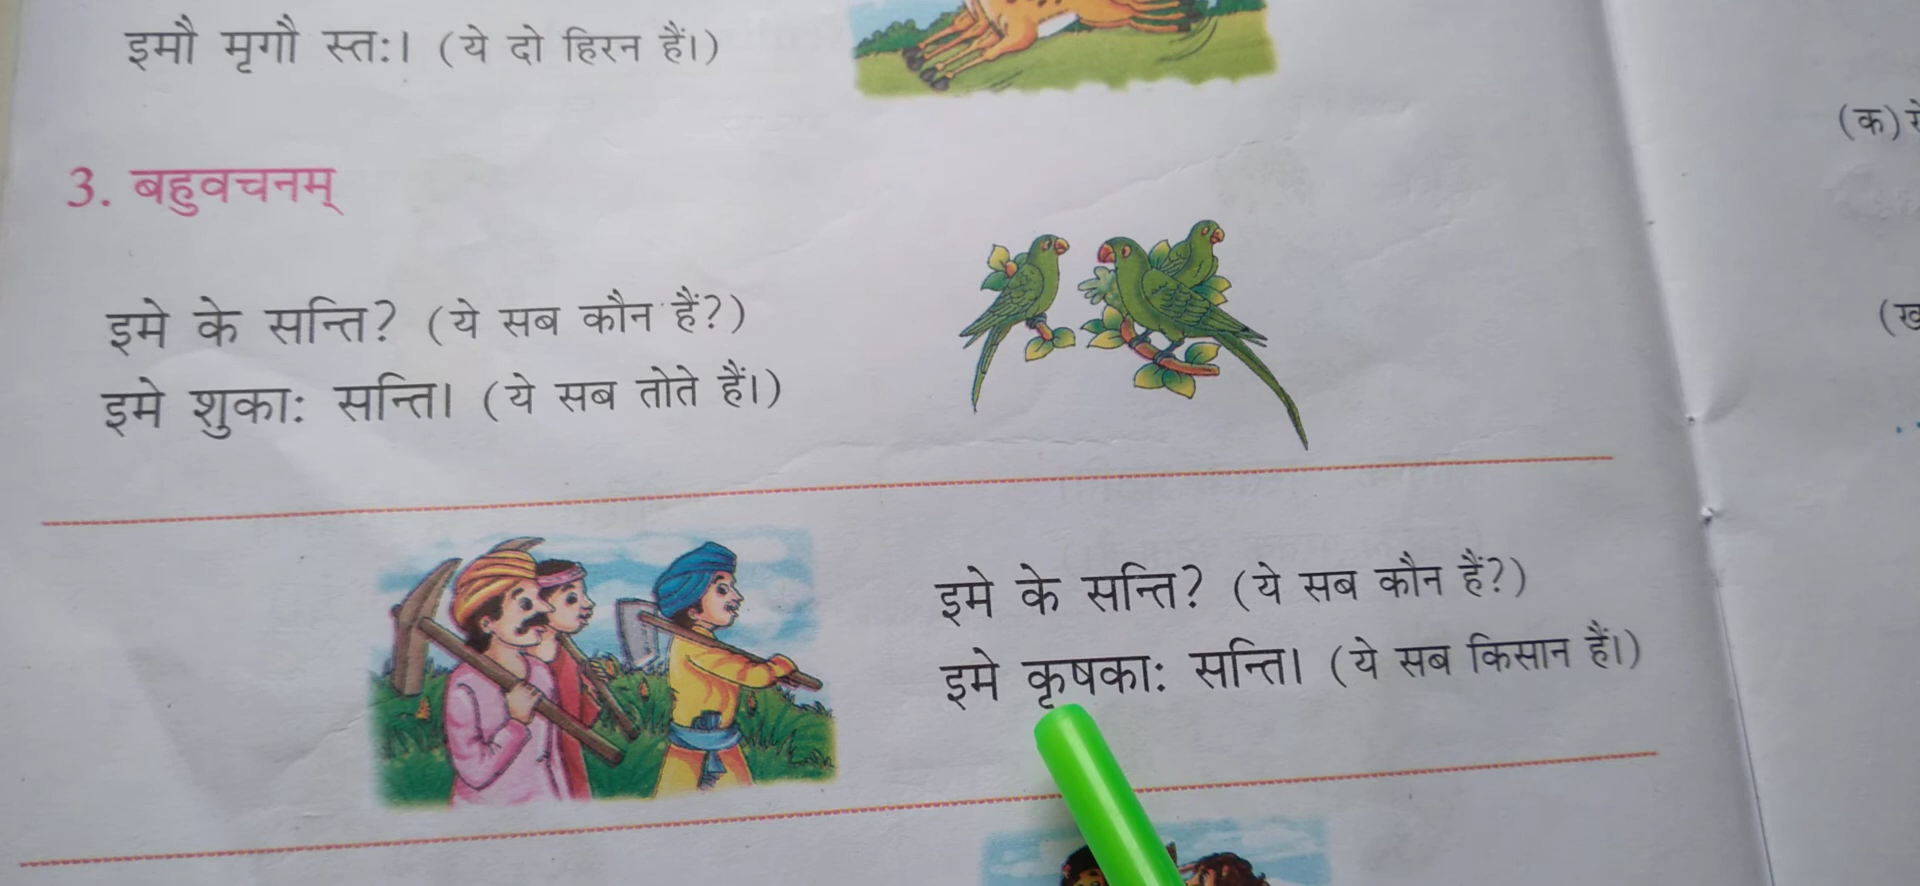 इमौ मृगौ स्तः। (ये दो हिरन हैं।)
3. बहुवचनम्
इमे के सन्ति? (ये सब कौन हैं?)
इमे शुकाः सन्ति। (ये सब तोते हैं।)
इमे के सन्ति? (ये सब कौन हैं?)
इमे कृषकाः सन्ति। (ये सब किसान हैं।)
(क)
(ख